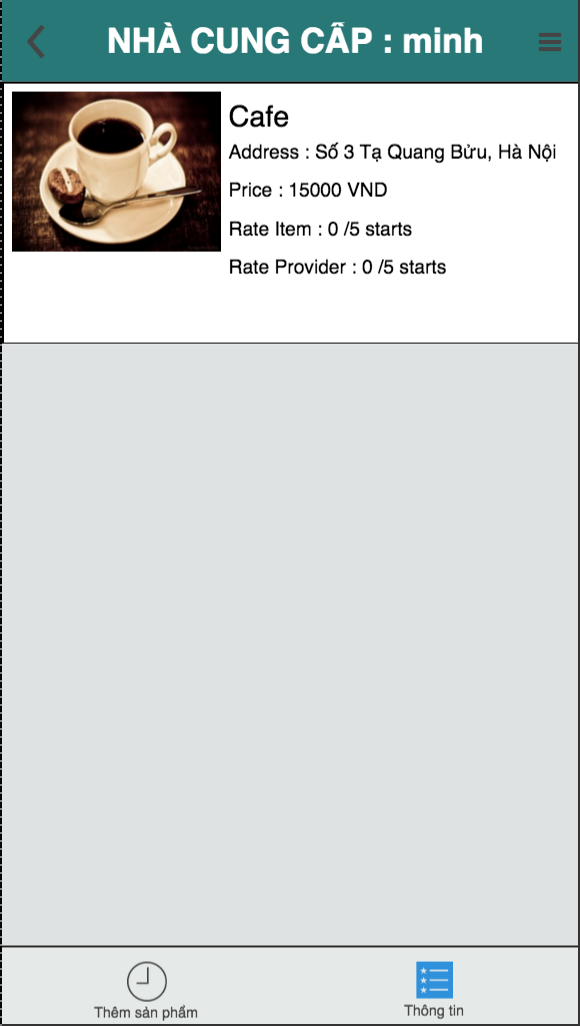 NHÀ CUNG CẤP : minh
Cafe
Address : Số 3 Tạ Quang Bửu, Hà Nội
Price : 15000 VND
Rate Item : 0 /5 starts
Rate Provider : 0 /5 starts
Thêm sản phẩm
Thông tin